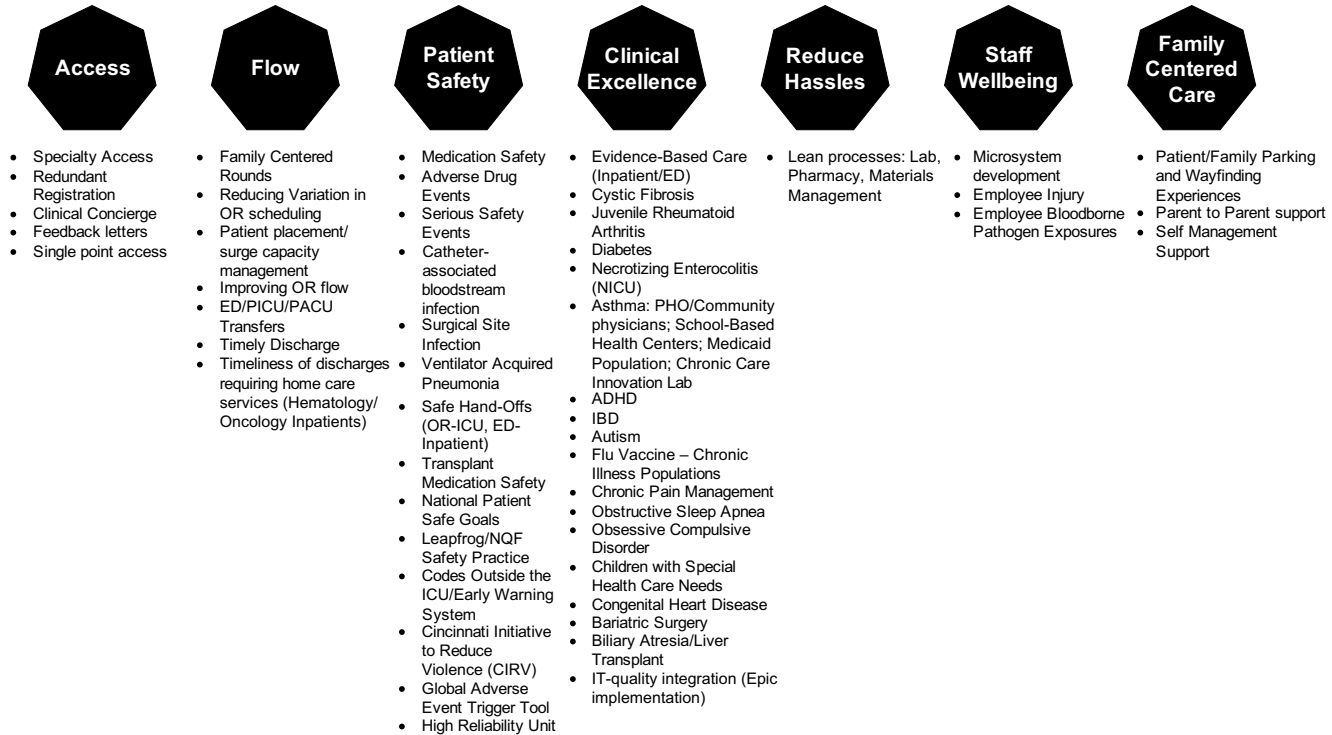 Access
Flow
Patient
Safety
Clinical
Excellence
Reduce
Hassles
Staff
Wellbeing
Family
Centered
Care
• Specialty Access
• Redundant
Registration
• Clinical Concierge
• Feedback letters
• Single point access
• Family Centered
Rounds
• Reducing Variation in
OR scheduling
• Patient placement/
surge capacity
management
• Improving OR flow
• ED/PICU/PACU
Transfers
• Timely Discharge
• Timeliness of discharges
requiring home care
services (Hematology/
Oncology Inpatients)
• Medication Safety
• Adverse Drug
Events
• Serious Safety
Events
• Catheter-
associated
bloodstream
infection
• Surgical Site
Infection
• Ventilator Acquired
Pneumonia
• Safe Hand-Offs
(OR-ICU, ED-
Inpatient)
• Transplant
Medication Safety
• National Patient
Safe Goals
• Leapfrog/NQF
Safety Practice
• Codes Outside the
ICU/Early Warning
System
• Cincinnati Initiative
to Reduce
Violence (CIRV)
• Global Adverse
Event Trigger Tool
• High Reliability Unit
• Evidence-Based Care
(Inpatient/ED)
• Cystic Fibrosis
• Juvenile Rheumatoid
Arthritis
• Diabetes
• Necrotizing Enterocolitis
(NICU)
• Asthma: PHO/Community
physicians; School-Based
Health Centers; Medicaid
Population; Chronic Care
Innovation Lab
• ADHD
• IBD
• Autism
• Flu Vaccine – Chronic
Illness Populations
• Chronic Pain Management
• Obstructive Sleep Apnea
• Obsessive Compulsive
Disorder
• Children with Special
Health Care Needs
• Congenital Heart Disease
• Bariatric Surgery
• Biliary Atresia/Liver
Transplant
• IT-quality integration (Epic
implementation)
• Lean processes: Lab,
Pharmacy, Materials
Management
• Microsystem
development
• Employee Injury
• Employee Bloodborne
Pathogen Exposures
• Patient/Family Parking
and Wayfinding
Experiences
• Parent to Parent support
• Self Management
Support